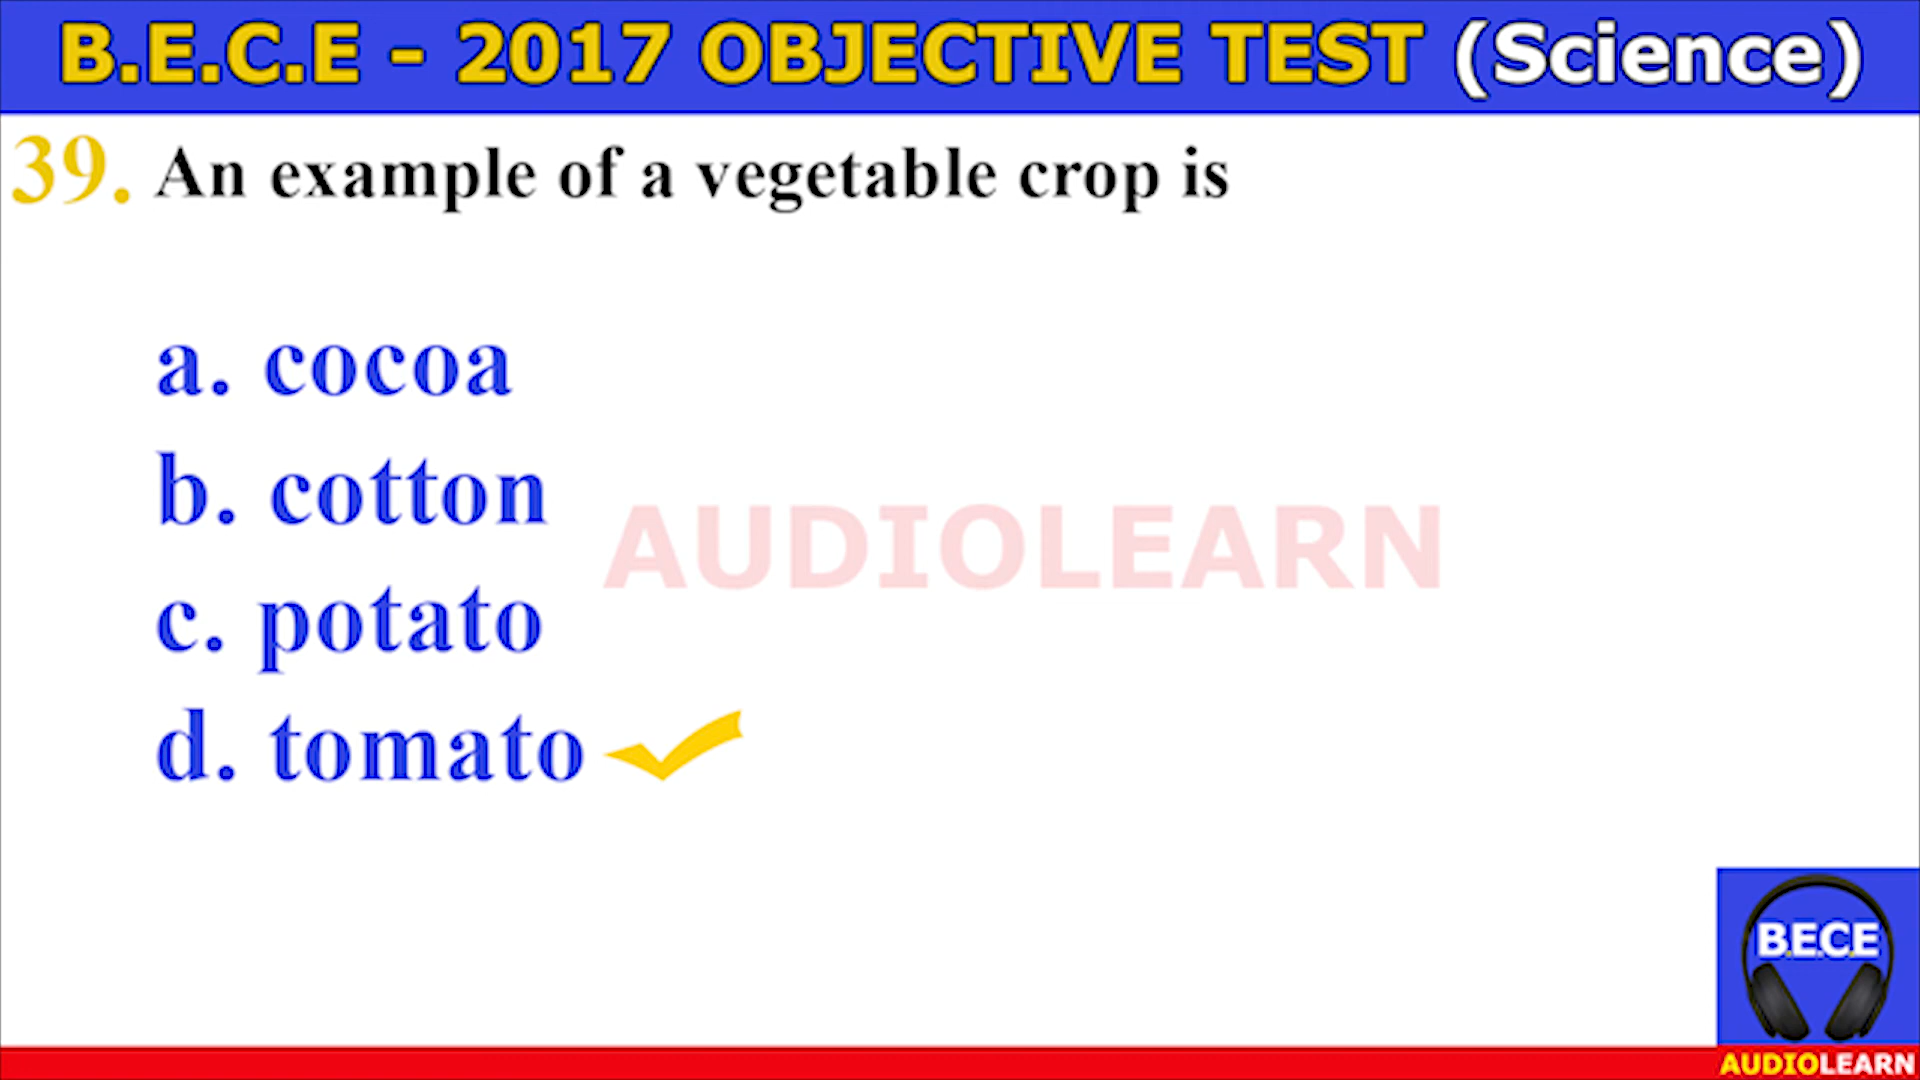 B.E.C.E - 2017 OBJECTIVE TEST (Science)
39. An example of a vegetable crop is
a. cocoa
b. cotton
AUDIOLEARN
c. potato
d. tomato
B.E.C.E
AUDIOLEARN